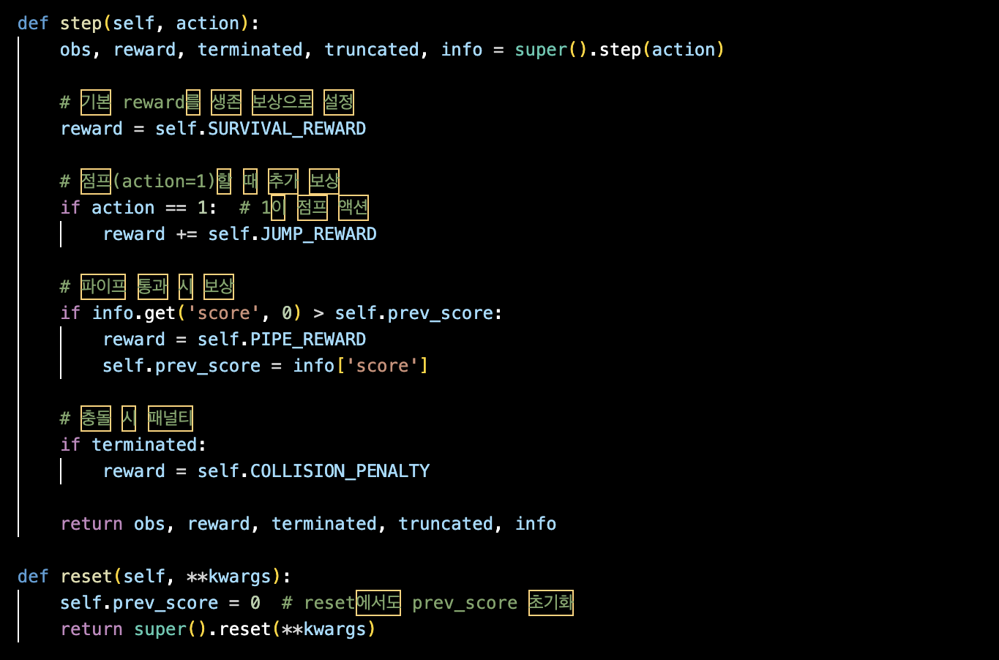 def step(self, action):
    obs, reward, terminated, truncated, info = super().step(action)
    # 기본 reward를 생존 보상으로 설정
    reward = self.SURVIVAL_REWARD
    # 점프(action=1)할 때 추가 보상
    if action == 1:  # 1이 점프 액션
        reward += self.JUMP_REWARD
    # 파이프 통과 시 보상
    if info.get('score', 0) > self.prev_score:
        reward = self.PIPE_REWARD
        self.prev_score = info['score']
    # 충돌 시 패널티
    if terminated:
        reward = self.COLLISION_PENALTY
    return obs, reward, terminated, truncated, info
def reset(self, **kwargs):
    self.prev_score = 0  # reset에서도 prev_score 초기화
    return super().reset(**kwargs)